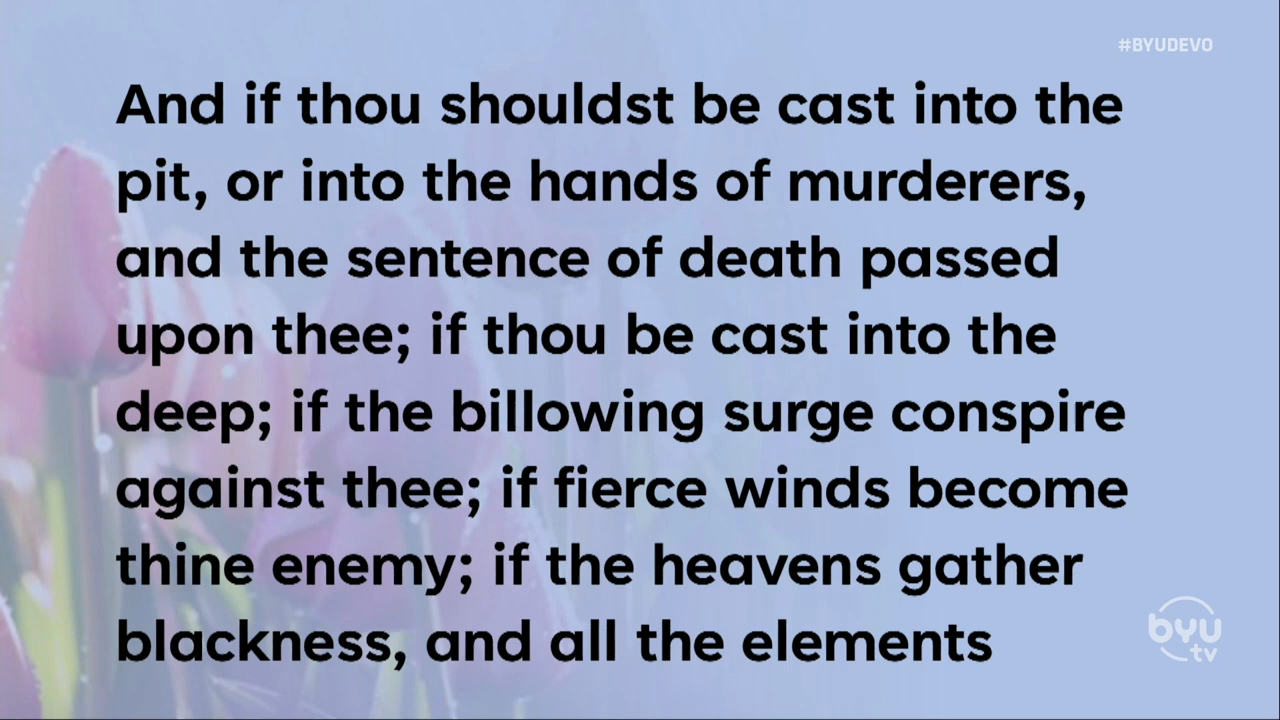 #BYUDEVO
And if thou shouldst be cast into the
pit, or into the hands of murderers,
and the sentence of death passed
upon thee; if thou be cast into the
deep; if the billowing surge conspire
against thee; if fierce winds become
thine enemy; if the heavens gather
blackness, and all the elements
byu
tv